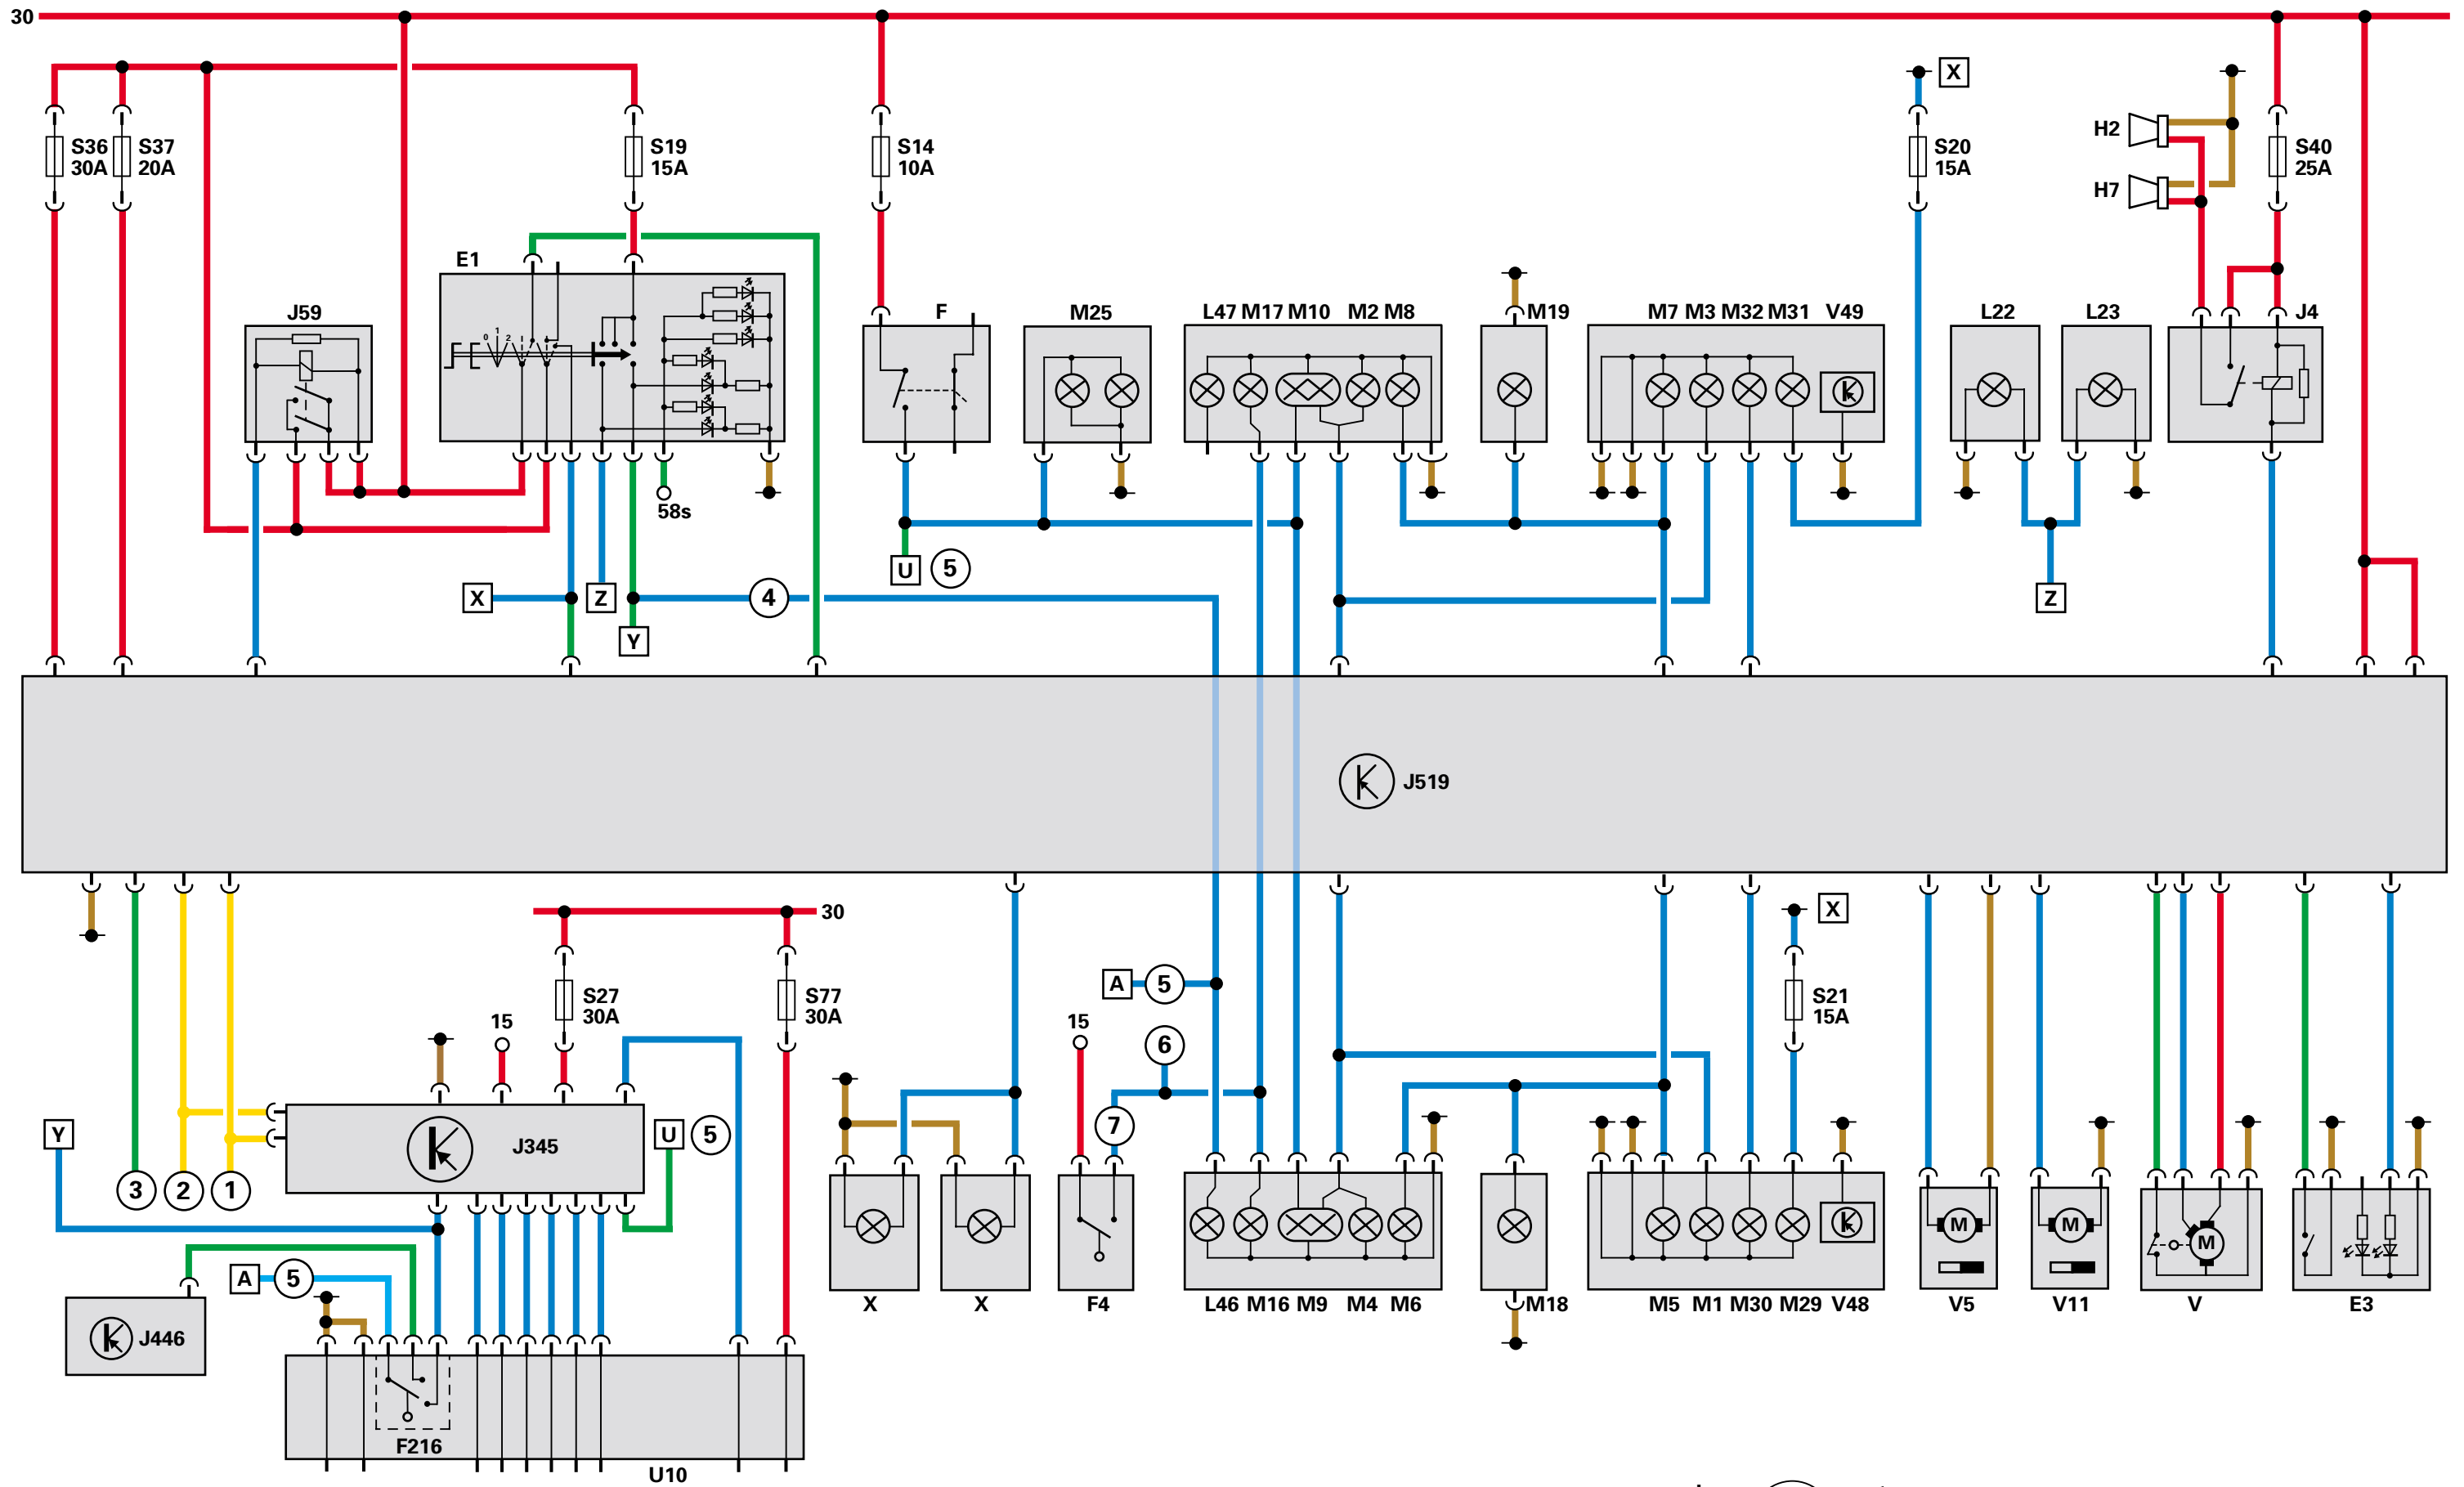 30
X
S36 S37 S19 S14 S20 H2 S40
30A 20A 15A 10A 15A H7 25A
E1
J59 F M25 L47 M17 M10 M2 M8 M19 M7 M3 M32 M31 V49 L22 L23 J4
0 1 2
58s
U 5
X Z 4 Z
Y
J519
30 X
A 5
S27 S77 S21
30A 30A 15A
15 15
6
Y J345 U 5 7
3 2 1
A 5
X X F4 L46 M16 M9 M4 M6 M18 M5 M1 M30 M29 V48 V5 V11 V E3
M M M
J446
F216
U10